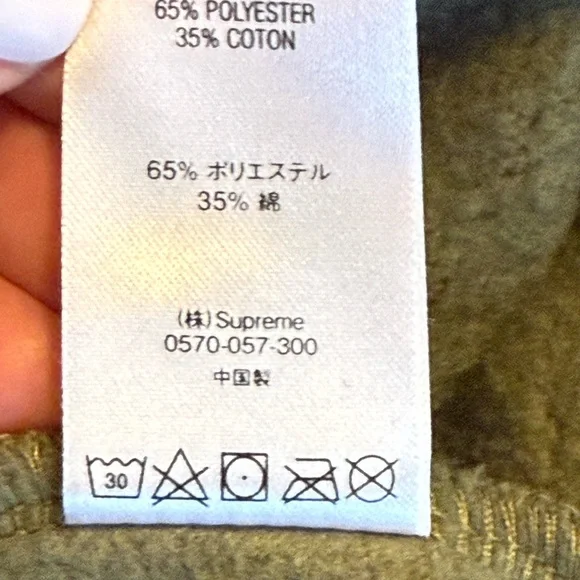 65% POLYESTER
35% COTON
65% ポリエステル
35% 綿
(株)Supreme
0570-057-300
中国製
30